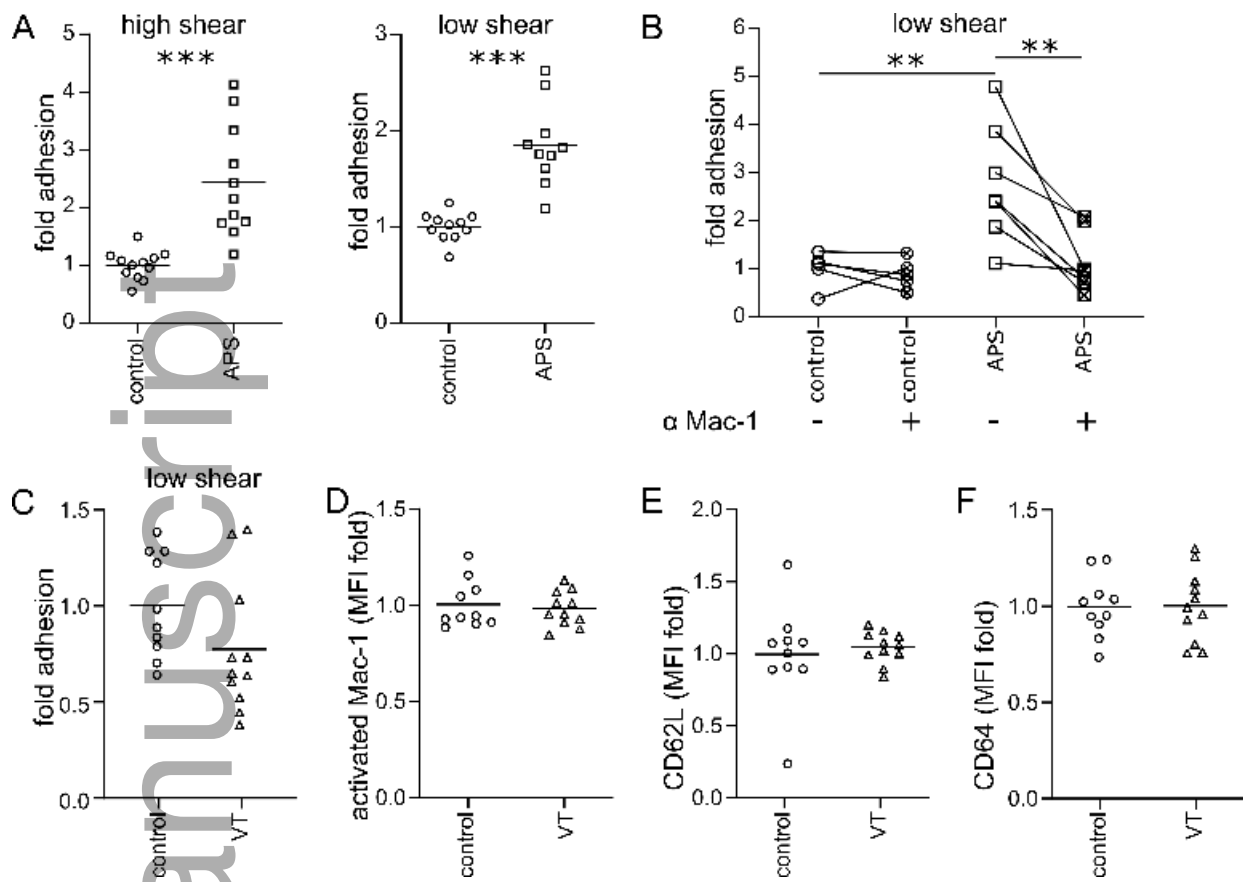 A
high shear
***
fold adhesion
5
4
3
2
1
0
control
APS
low shear
***
fold adhesion
3
2
1
0
control
APS
B
low shear
**
**
fold adhesion
6
5
4
3
2
1
0
control
control
APS
APS
α Mac-1
-
+
-
+
C
low shear
fold adhesion
1.5
1.0
0.5
0.0
control
VT
D
activated Mac-1 (MFI fold)
1.5
1.0
0.5
0.0
control
VT
E
CD62L (MFI fold)
2.0
1.5
1.0
0.5
0.0
control
VT
F
CD64 (MFI fold)
1.5
1.0
0.5
0.0
control
VT
anuscript